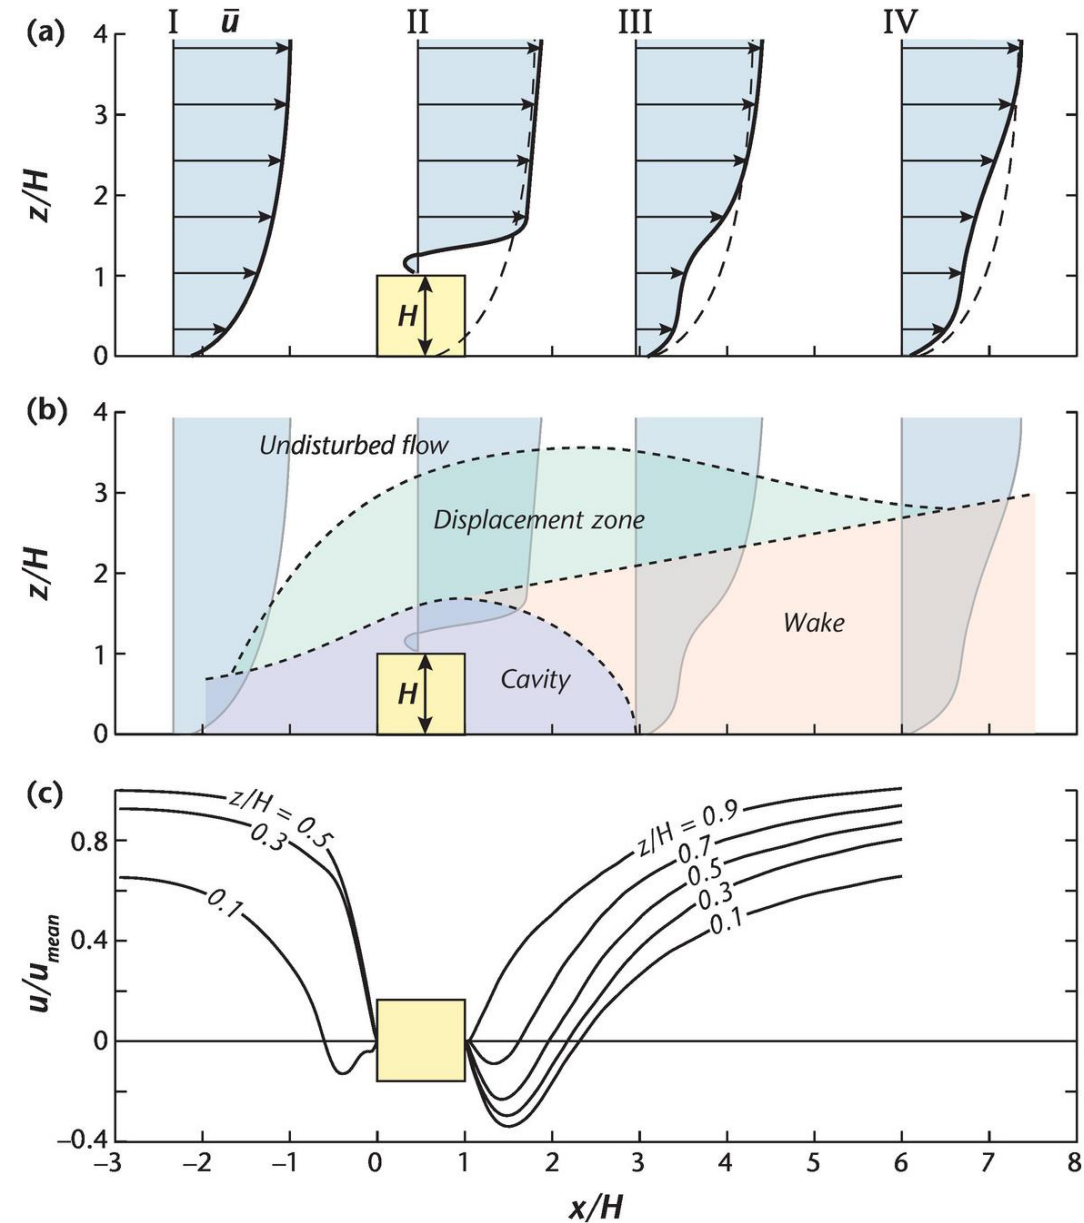 (a)
I
u̅
II
III
IV
4
3
2
1
0
z/H
H
(b)
4
3
2
1
0
z/H
Undisturbed flow
Displacement zone
Wake
Cavity
H
(c)
0.8
0.4
0
−0.4
u/u_mean
z/H = 0.5
0.3
0.1
z/H = 0.9
0.7
0.5
0.3
0.1
−3 −2 −1 0 1 2 3 4 5 6 7 8
x/H